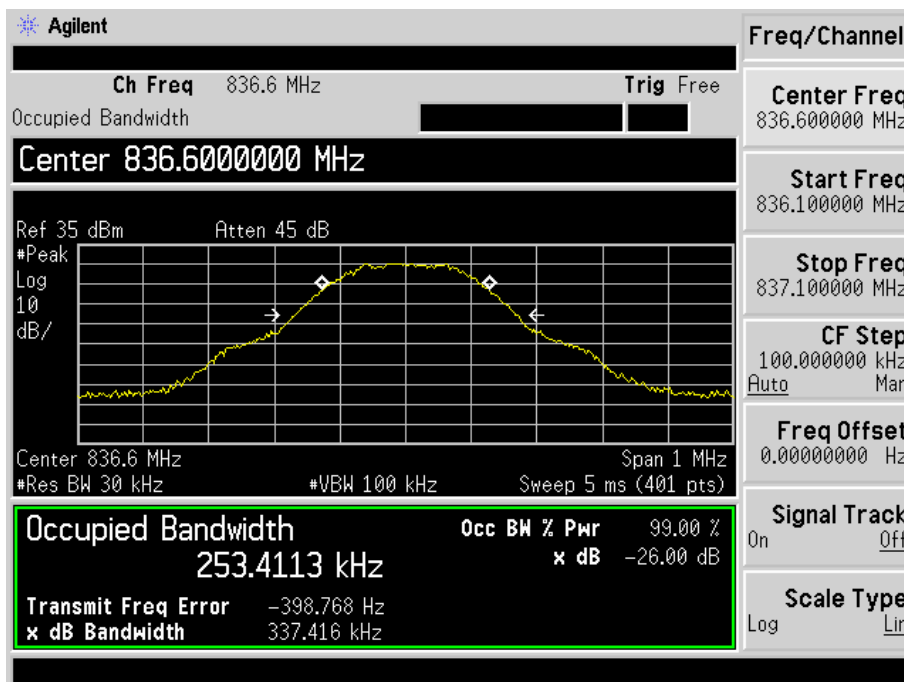 Agilent
Ch Freq 836.6 MHz Trig Free
Occupied Bandwidth
Center 836.6000000 MHz
Ref 35 dBm Atten 45 dB
#Peak
Log
10
dB/
Center 836.6 MHz Span 1 MHz
#Res BW 30 kHz #VBW 100 kHz Sweep 5 ms (401 pts)
Occupied Bandwidth Occ BW % Pwr 99.00 %
253.4113 kHz x dB -26.00 dB
Transmit Freq Error -398.768 Hz
x dB Bandwidth 337.416 kHz
Freq/Channel
Center Freq
836.600000 MHz
Start Freq
836.100000 MHz
Stop Freq
837.100000 MHz
CF Step
100.000000 kHz
Auto Man
Freq Offset
0.00000000 Hz
Signal Track
On Off
Scale Type
Log Lin